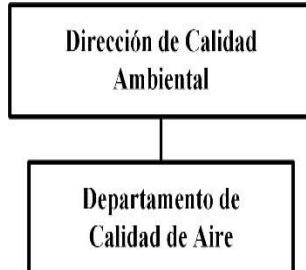 Dirección de Calidad
Ambiental
Departamento de
Calidad de Aire